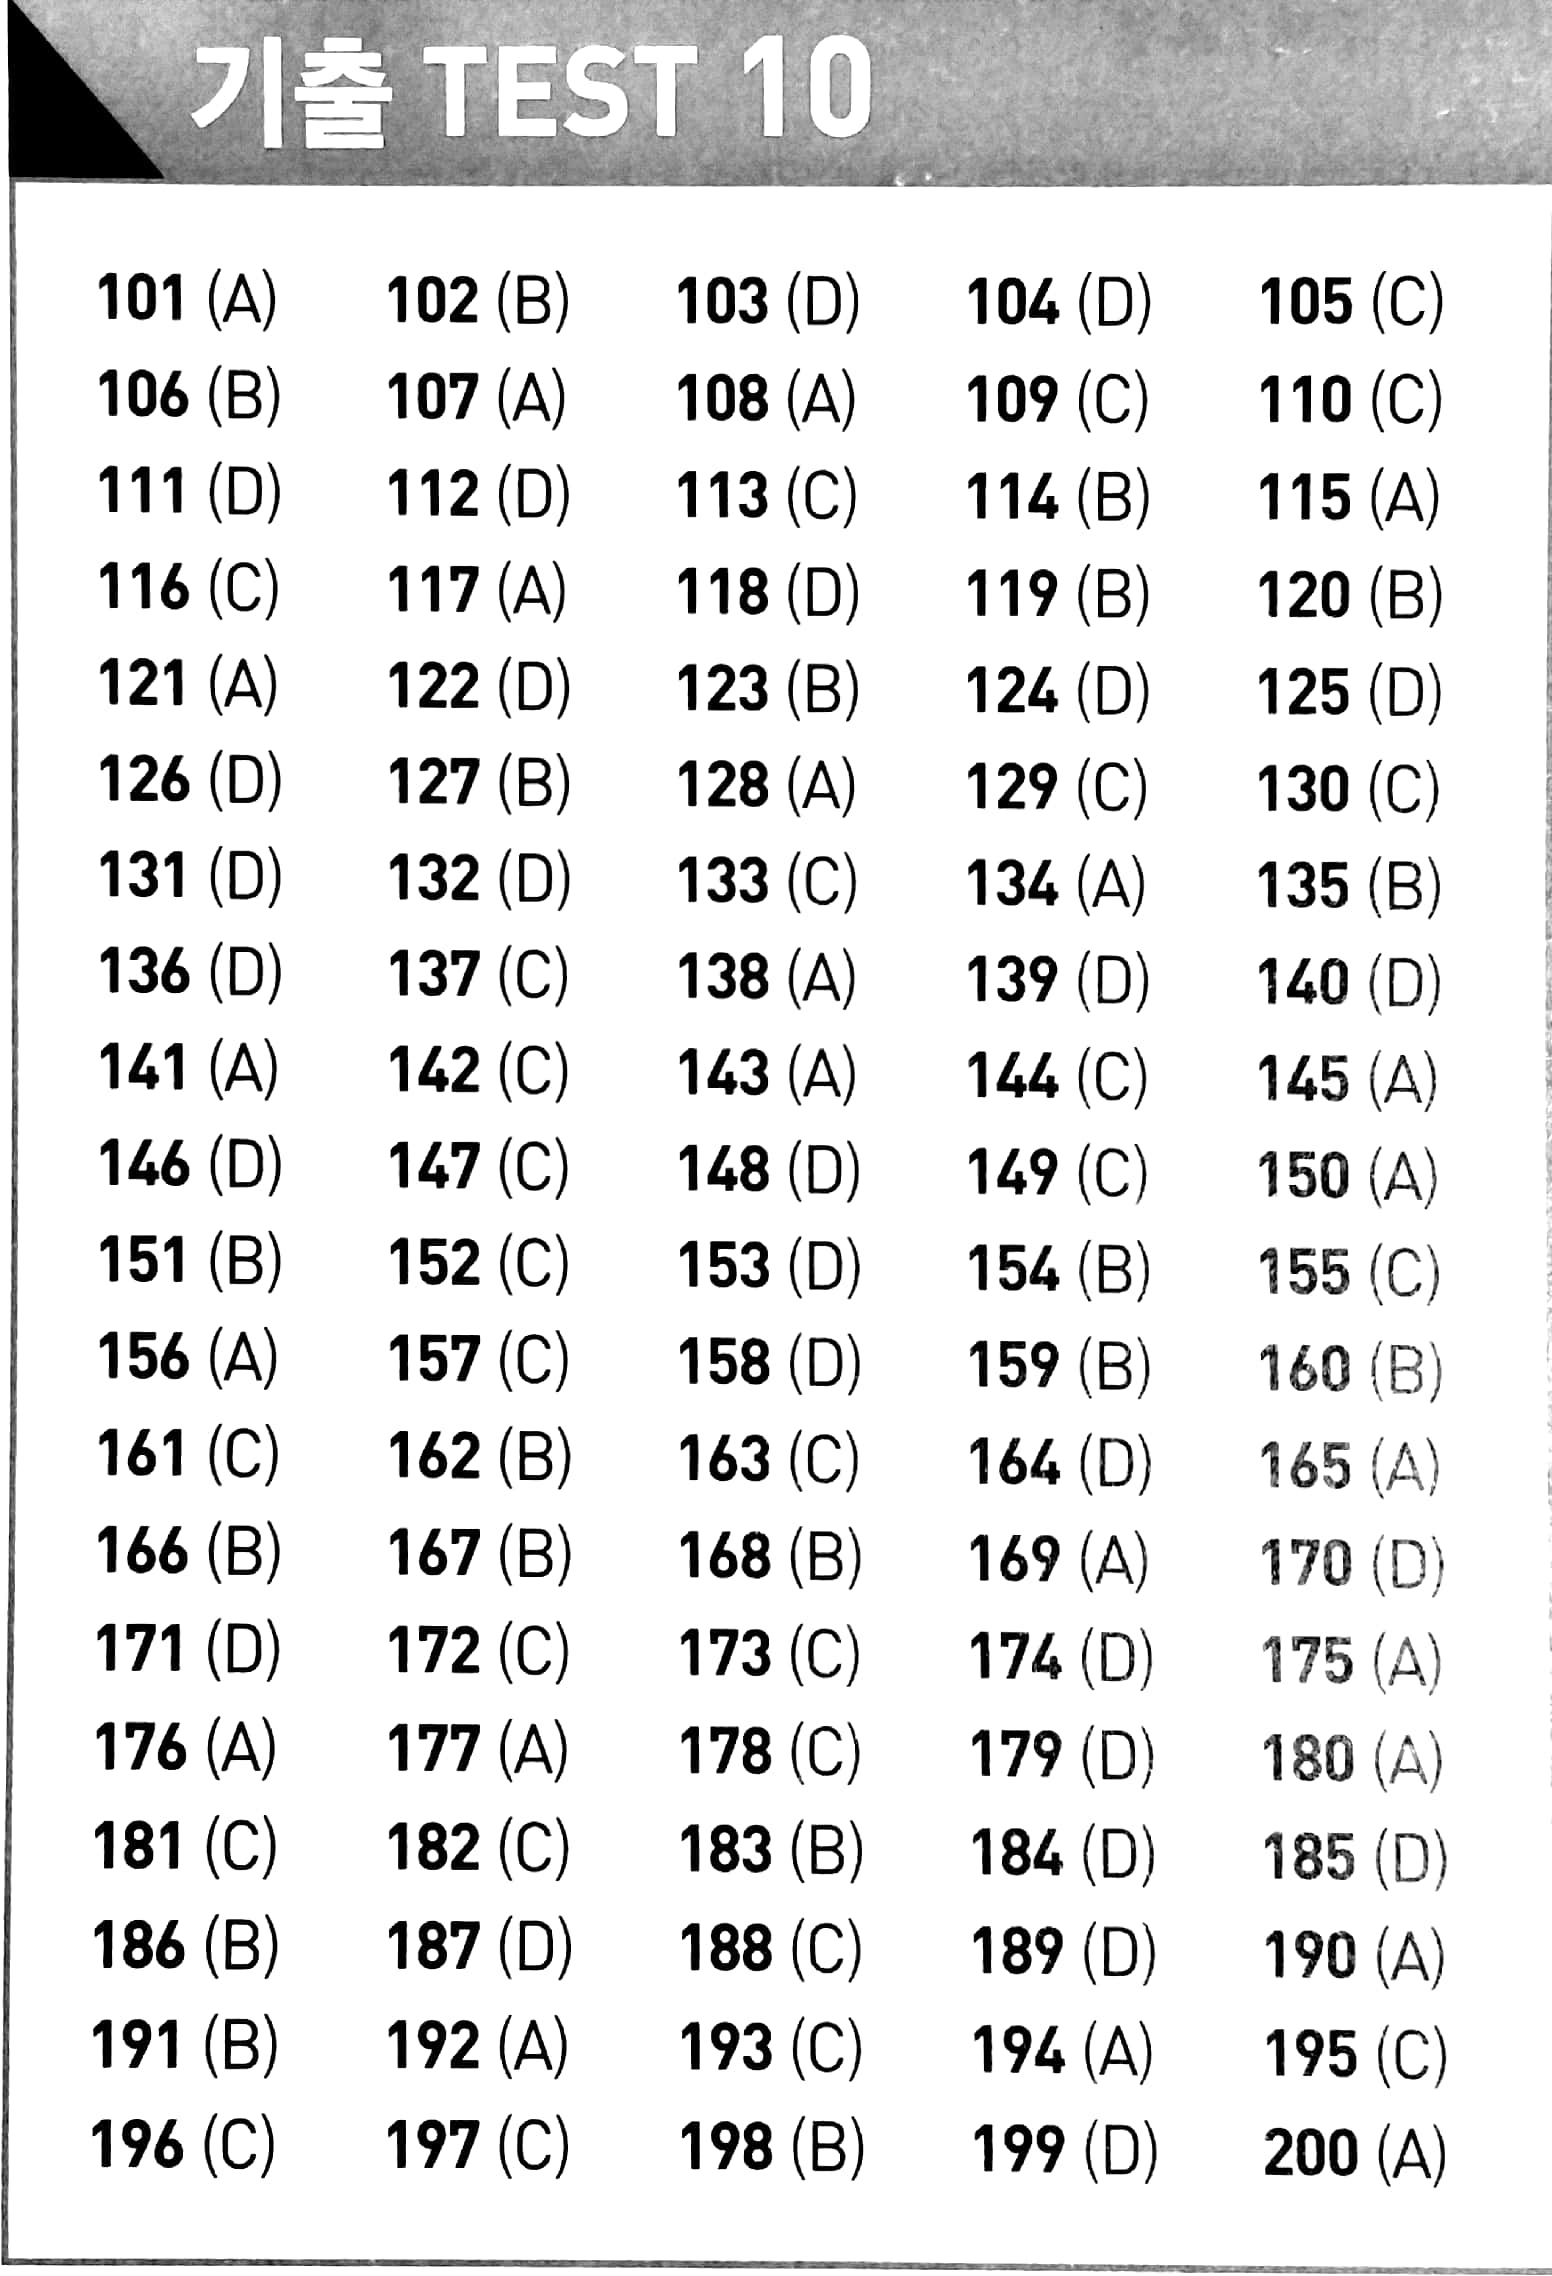 기출 TEST 10
101 (A) 102 (B) 103 (D) 104 (D) 105 (C)
106 (B) 107 (A) 108 (A) 109 (C) 110 (C)
111 (D) 112 (D) 113 (C) 114 (B) 115 (A)
116 (C) 117 (A) 118 (D) 119 (B) 120 (B)
121 (A) 122 (D) 123 (B) 124 (D) 125 (D)
126 (D) 127 (B) 128 (A) 129 (C) 130 (C)
131 (D) 132 (D) 133 (C) 134 (A) 135 (B)
136 (D) 137 (C) 138 (A) 139 (D) 140 (D)
141 (A) 142 (C) 143 (A) 144 (C) 145 (A)
146 (D) 147 (C) 148 (D) 149 (C) 150 (A)
151 (B) 152 (C) 153 (D) 154 (B) 155 (C)
156 (A) 157 (C) 158 (D) 159 (B) 160 (B)
161 (C) 162 (B) 163 (C) 164 (D) 165 (A)
166 (B) 167 (B) 168 (B) 169 (A) 170 (D)
171 (D) 172 (C) 173 (C) 174 (D) 175 (A)
176 (A) 177 (A) 178 (C) 179 (D) 180 (A)
181 (C) 182 (C) 183 (B) 184 (D) 185 (D)
186 (B) 187 (D) 188 (C) 189 (D) 190 (A)
191 (B) 192 (A) 193 (C) 194 (A) 195 (C)
196 (C) 197 (C) 198 (B) 199 (D) 200 (A)